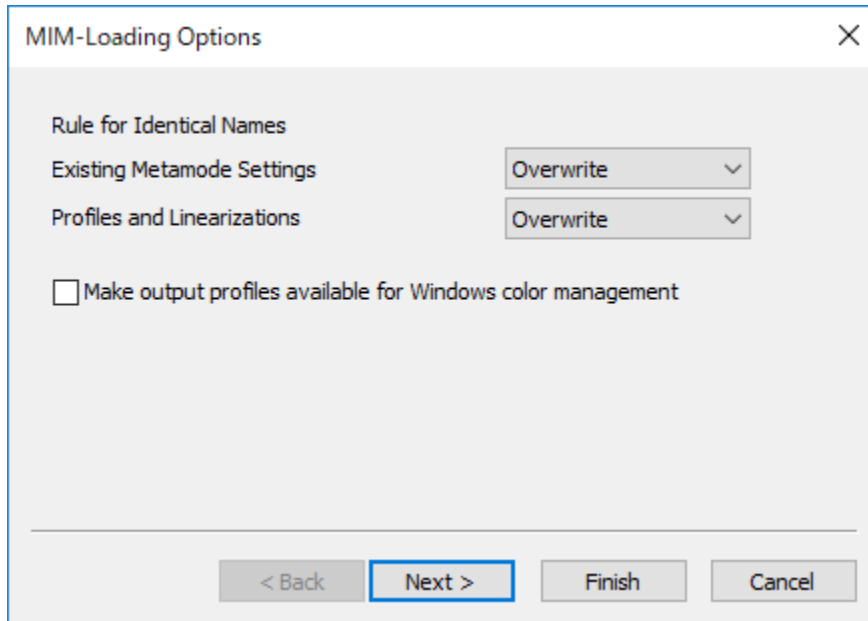 MIM-Loading Options
Rule for Identical Names
Existing Metamode Settings Overwrite
Profiles and Linearizations Overwrite
Make output profiles available for Windows color management
< Back Next > Finish Cancel